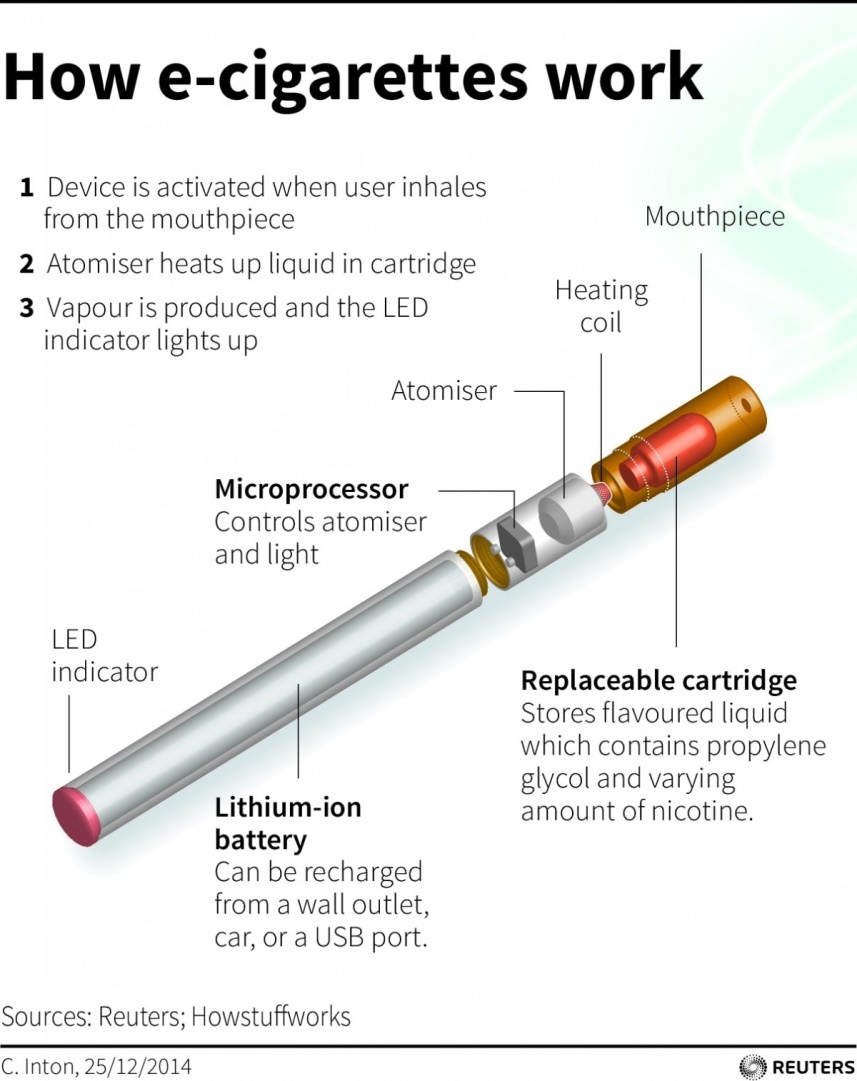 How e-cigarettes work
1 Device is activated when user inhales
from the mouthpiece
2 Atomiser heats up liquid in cartridge
3 Vapour is produced and the LED
indicator lights up
Mouthpiece
Heating
coil
Atomiser
Microprocessor
Controls atomiser
and light
LED
indicator
Replaceable cartridge
Stores flavoured liquid
which contains propylene
glycol and varying
amount of nicotine.
Lithium-ion
battery
Can be recharged
from a wall outlet,
car, or a USB port.
Sources: Reuters; Howstuffworks
C. Inton, 25/12/2014
REUTERS